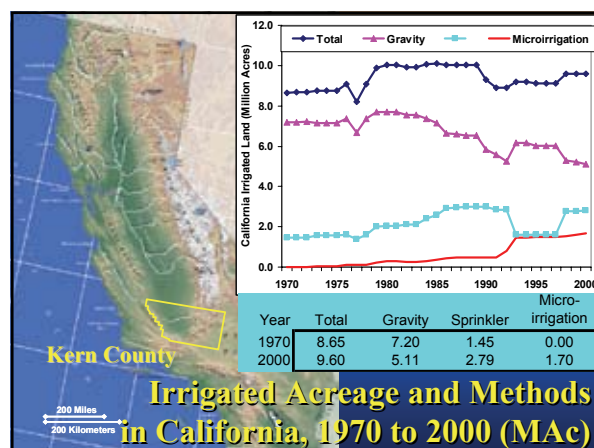 12.0
10.0
8.0
6.0
4.0
2.0
0.0
California Irrigated Land (Million Acres)
Total Gravity Microirrigation
1970 1975 1980 1985 1990 1995 2000
Year Total Gravity Sprinkler Micro-irrigation
1970 8.65 7.20 1.45 0.00
2000 9.60 5.11 2.79 1.70
Kern County
200 Miles
200 Kilometers
Irrigated Acreage and Methods
in California, 1970 to 2000 (MAc)